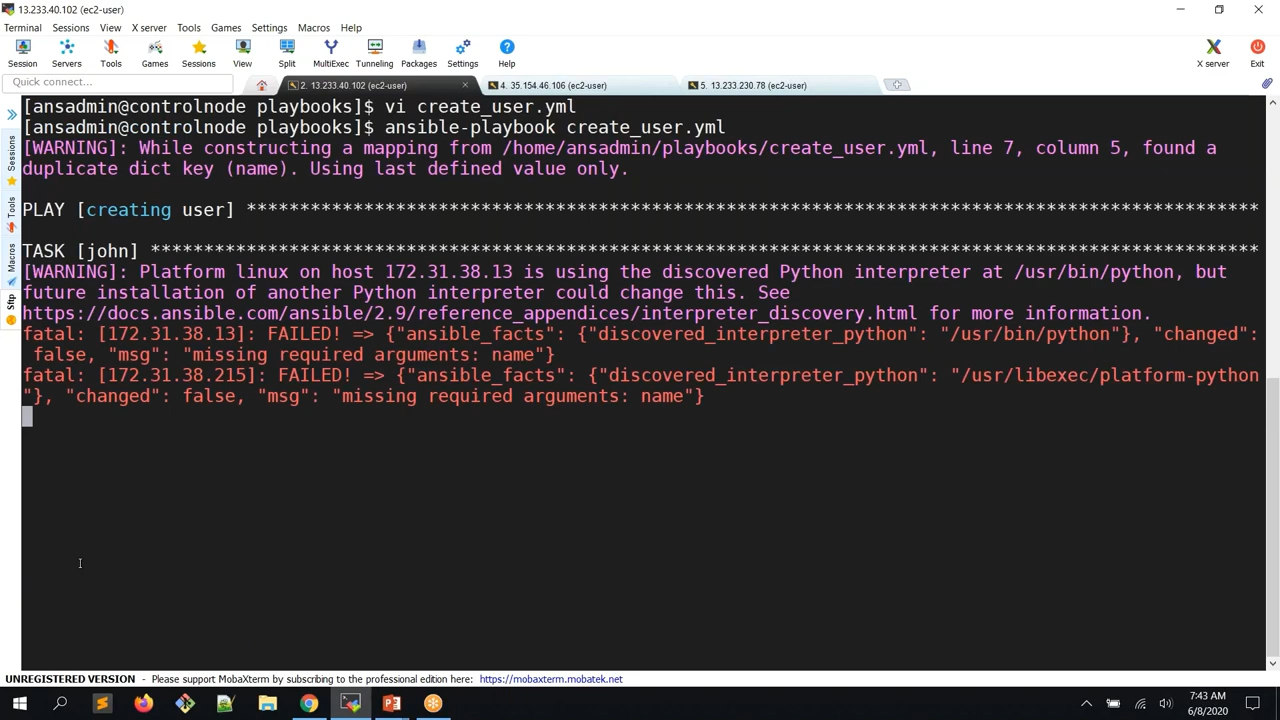 13.233.40.102 (ec2-user)
Terminal Sessions View X server Tools Games Settings Macros Help
Session Servers Tools Games Sessions View Split MultiExec Tunneling Packages Settings Help X server Exit
Quick connect...
2. 13.233.40.102 (ec2-user)
4. 35.154.46.106 (ec2-user)
5. 13.233.230.78 (ec2-user)
Sessions
Tools
Macros
Sftp
[ansadmin@controlnode playbooks]$ vi create_user.yml
[ansadmin@controlnode playbooks]$ ansible-playbook create_user.yml
[WARNING]: While constructing a mapping from /home/ansadmin/playbooks/create_user.yml, line 7, column 5, found a
duplicate dict key (name). Using last defined value only.
PLAY [creating user] ************************************************************************************************
TASK [john] *********************************************************************************************************
[WARNING]: Platform linux on host 172.31.38.13 is using the discovered Python interpreter at /usr/bin/python, but
future installation of another Python interpreter could change this. See
https://docs.ansible.com/ansible/2.9/reference_appendices/interpreter_discovery.html for more information.
fatal: [172.31.38.13]: FAILED! => {"ansible_facts": {"discovered_interpreter_python": "/usr/bin/python"}, "changed":
false, "msg": "missing required arguments: name"}
fatal: [172.31.38.215]: FAILED! => {"ansible_facts": {"discovered_interpreter_python": "/usr/libexec/platform-python
"}, "changed": false, "msg": "missing required arguments: name"}
UNREGISTERED VERSION - Please support MobaXterm by subscribing to the professional edition here: https://mobaxterm.mobatek.net
7:43 AM
6/8/2020